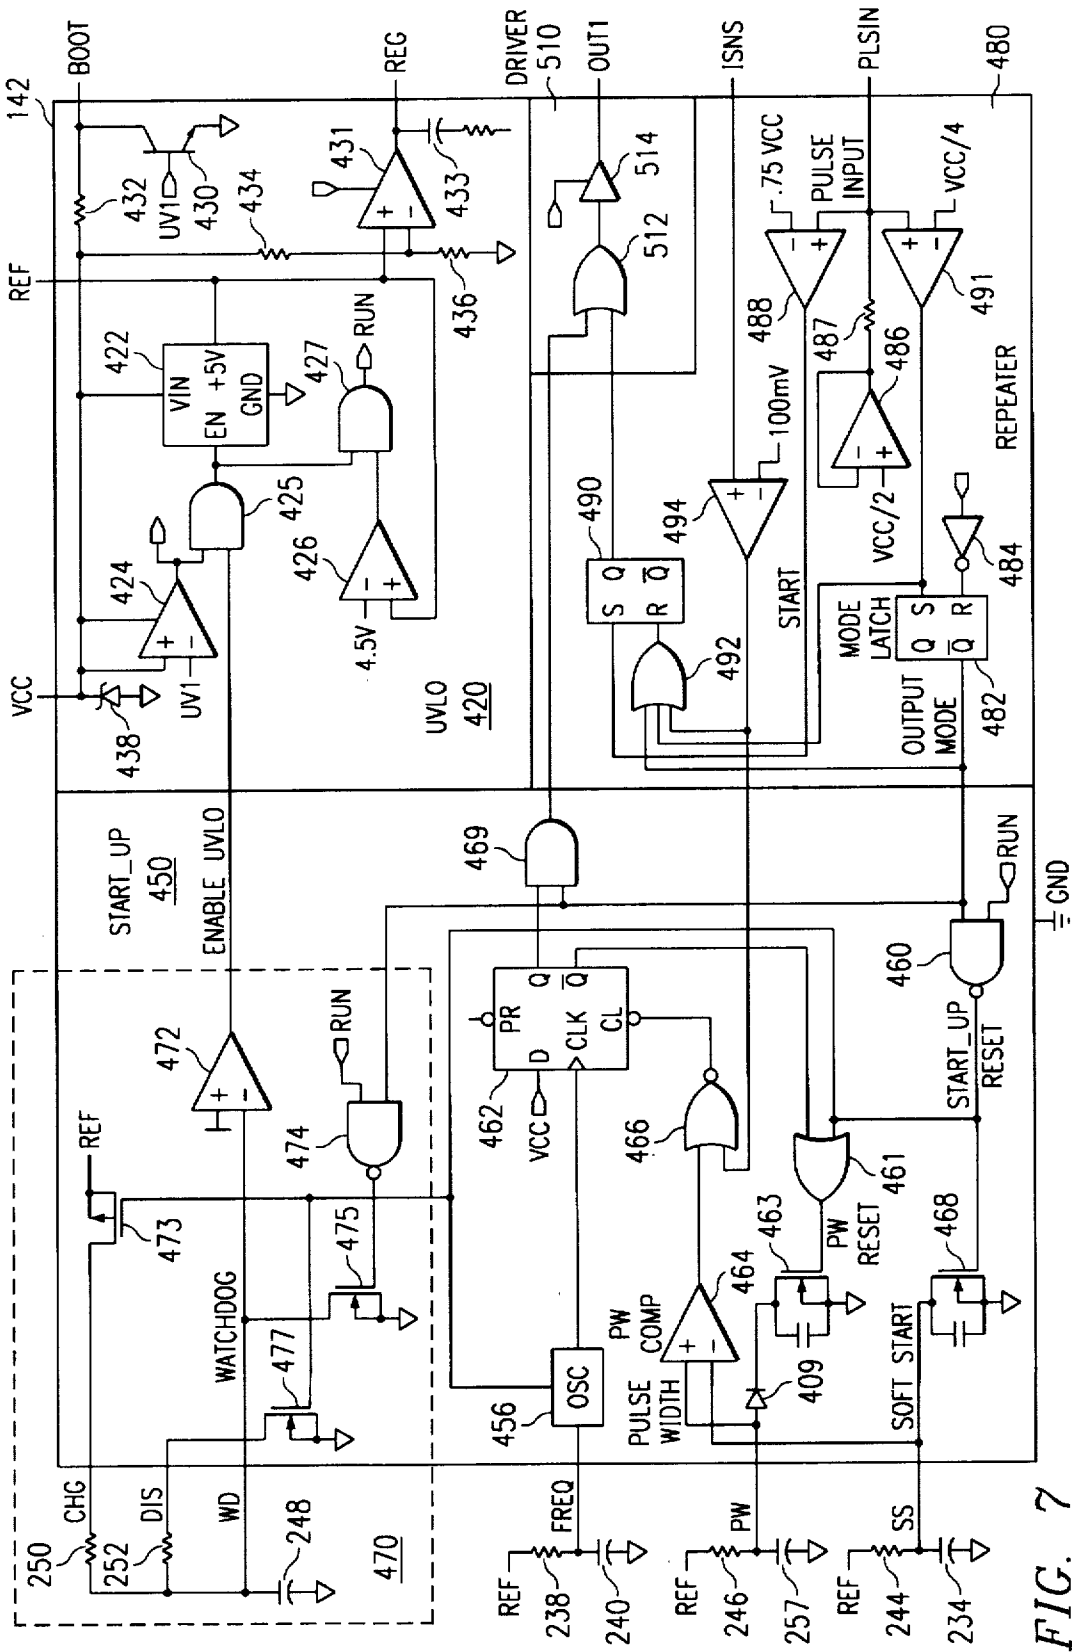 142
BOOT
REG
DRIVER
510
OUT1
ISNS
PLSIN
480
REF
432
UV1
430
434
431
433
436
422
VIN
EN
+5V
GND
RUN
427
425
424
+
-
UV1
VCC
438
426
-
+
4.5V
UVLO
420
514
512
490
S
Q
R
Q
492
494
+
-
100mV
START
.75 VCC
PULSE
INPUT
-
+
488
487
VCC/4
+
-
491
486
-
+
VCC/2
REPEATER
484
MODE
LATCH
Q
S
Q
R
482
OUTPUT
MODE
START_UP
450
ENABLE UVLO
472
+
-
REF
473
RUN
474
475
WATCHDOG
477
CHG
250
DIS
252
WD
248
470
469
462
PR
D
Q
CLK
Q
CL
VCC
456
OSC
466
461
PW
RESET
463
464
PW
COMP
+
-
PULSE
WIDTH
409
460
RUN
GND
START_UP
RESET
468
SOFT START
REF
238
FREQ
240
REF
246
PW
257
REF
244
SS
234
FIG. 7